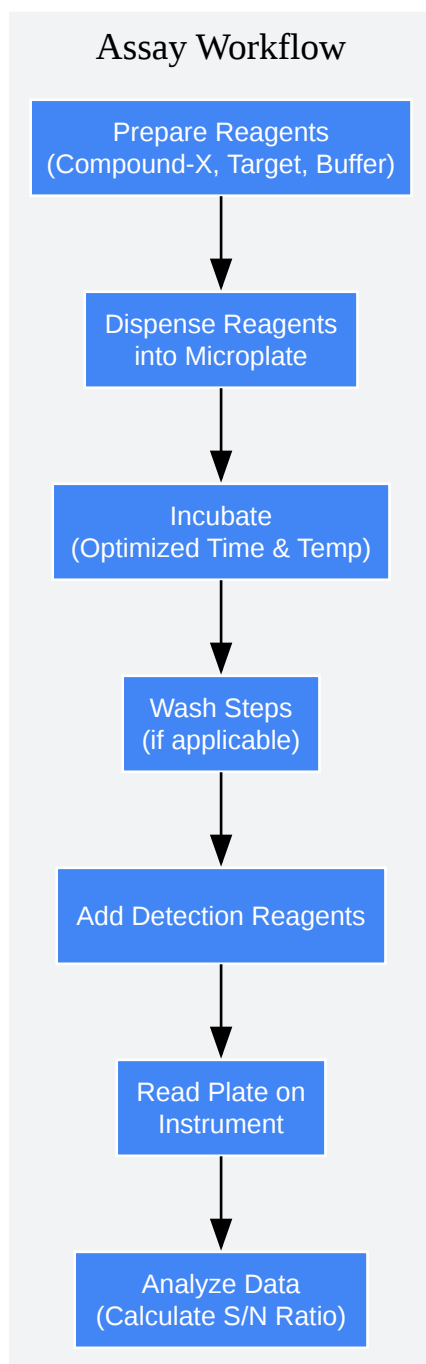 Assay Workflow
Prepare Reagents
(Compound-X, Target, Buffer)
Dispense Reagents
into Microplate
Incubate
(Optimized Time & Temp)
Wash Steps
(if applicable)
Add Detection Reagents
Read Plate on
Instrument
Analyze Data
(Calculate S/N Ratio)